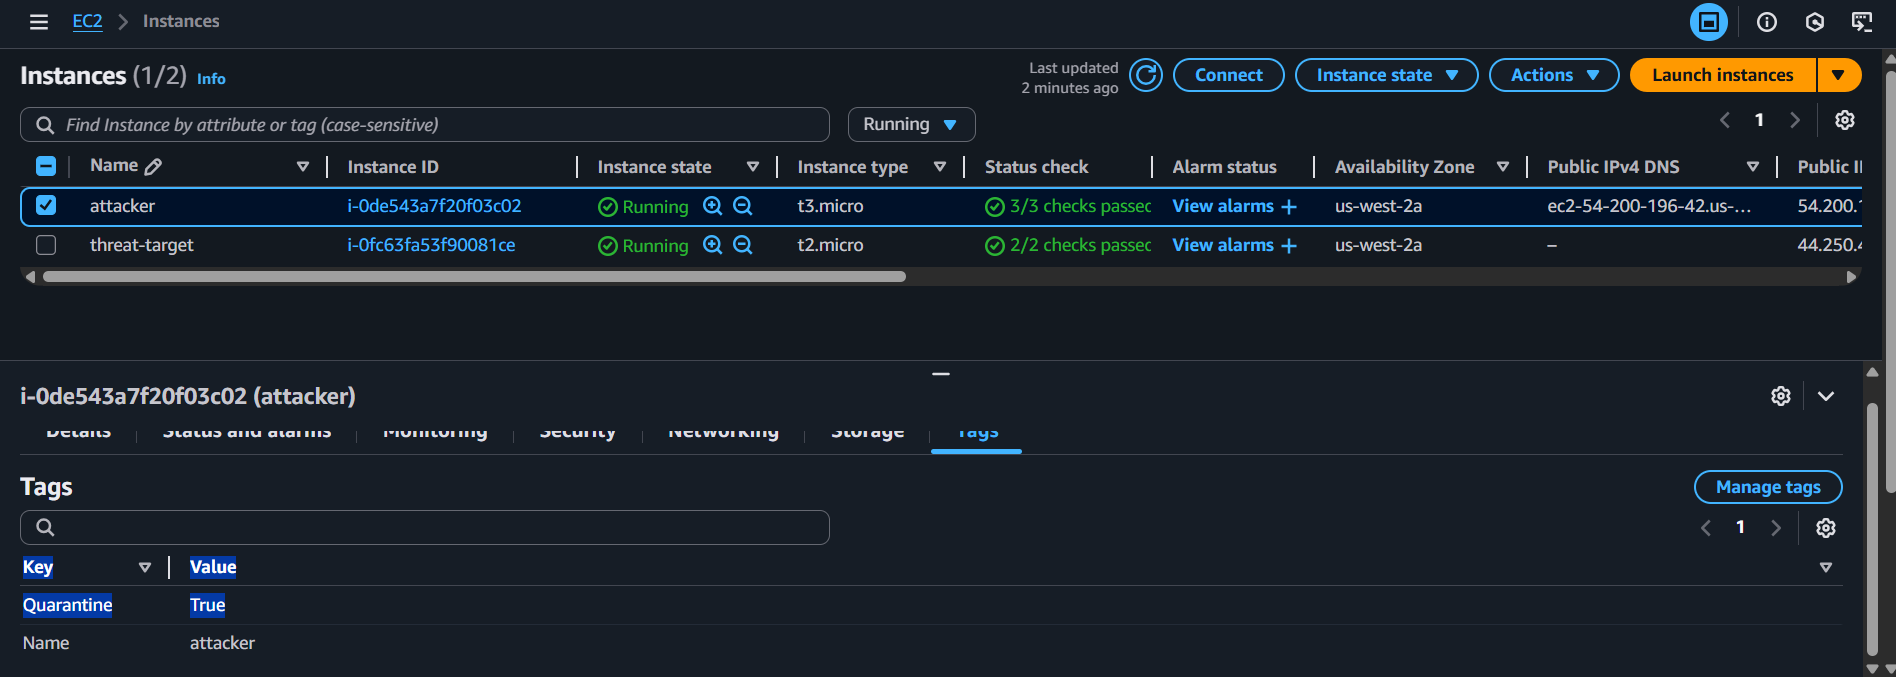 EC2 > Instances
Instances (1/2) Info
Last updated
2 minutes ago
Connect
Instance state
Actions
Launch instances
Find Instance by attribute or tag (case-sensitive)
Running
1
Name Instance ID Instance state Instance type Status check Alarm status Availability Zone Public IPv4 DNS Public
attacker i-0de543a7f20f03c02 Running t3.micro 3/3 checks passec View alarms + us-west-2a ec2-54-200-196-42.us-... 54.200.1
threat-target i-0fc63fa53f90081ce Running t2.micro 2/2 checks passec View alarms + us-west-2a – 44.250.4
i-0de543a7f20f03c02 (attacker)
Details Status and alarms Monitoring Security Networking Storage Tags
Tags
Manage tags
1
Key Value
Quarantine True
Name attacker